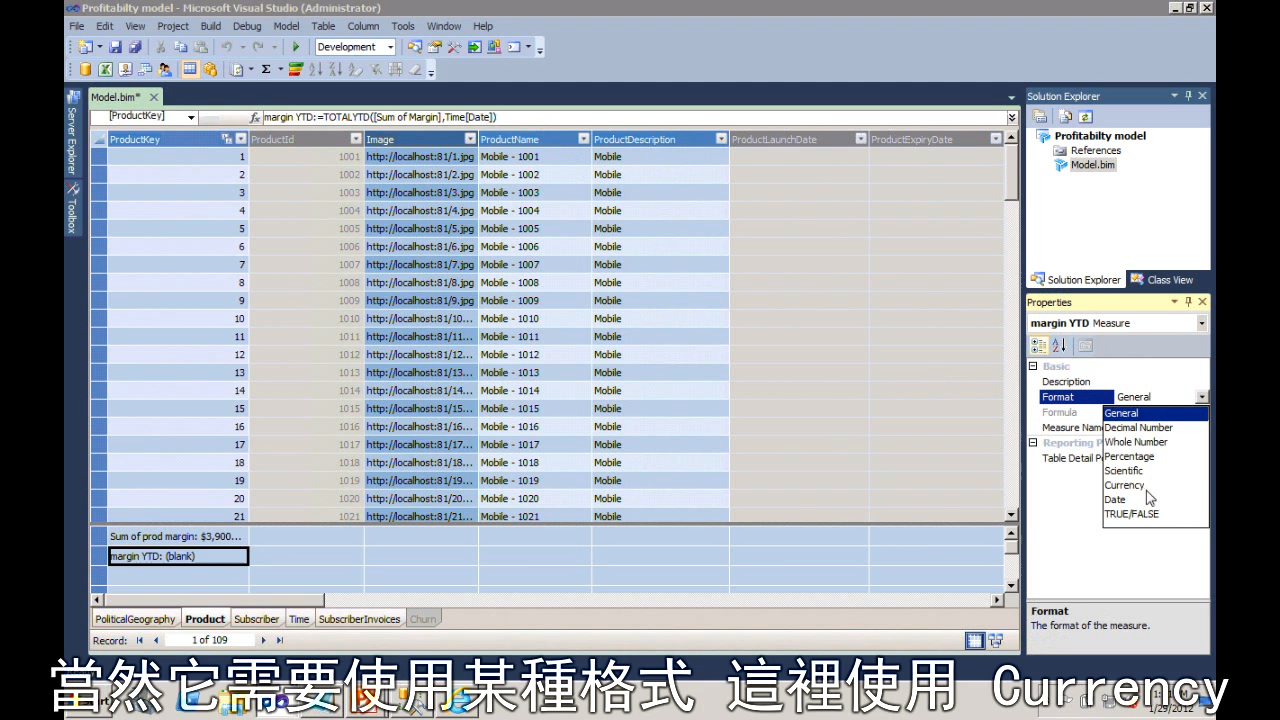 Profitabilty model - Microsoft Visual Studio (Administrator)
File Edit View Project Build Debug Model Table Column Tools Window Help
Development
Model.bim*
Solution Explorer
[ProductKey] fx margin YTD:=TOTALYTD([Sum of Margin],Time[Date])
Server Explorer
Toolbox
Profitabilty model
References
Model.bim
ProductKey ProductId Image ProductName ProductDescription ProductLaunchDate ProductExpiryDate
1 1001 http://localhost:81/1.jpg Mobile - 1001 Mobile
2 1002 http://localhost:81/2.jpg Mobile - 1002 Mobile
3 1003 http://localhost:81/3.jpg Mobile - 1003 Mobile
4 1004 http://localhost:81/4.jpg Mobile - 1004 Mobile
5 1005 http://localhost:81/5.jpg Mobile - 1005 Mobile
6 1006 http://localhost:81/6.jpg Mobile - 1006 Mobile
7 1007 http://localhost:81/7.jpg Mobile - 1007 Mobile
8 1008 http://localhost:81/8.jpg Mobile - 1008 Mobile
9 1009 http://localhost:81/9.jpg Mobile - 1009 Mobile
10 1010 http://localhost:81/10... Mobile - 1010 Mobile
11 1011 http://localhost:81/11... Mobile - 1011 Mobile
12 1012 http://localhost:81/12... Mobile - 1012 Mobile
13 1013 http://localhost:81/13... Mobile - 1013 Mobile
14 1014 http://localhost:81/14... Mobile - 1014 Mobile
15 1015 http://localhost:81/15... Mobile - 1015 Mobile
16 1016 http://localhost:81/16... Mobile - 1016 Mobile
17 1017 http://localhost:81/17... Mobile - 1017 Mobile
18 1018 http://localhost:81/18... Mobile - 1018 Mobile
19 1019 http://localhost:81/19... Mobile - 1019 Mobile
20 1020 http://localhost:81/20... Mobile - 1020 Mobile
21 1021 http://localhost:81/21... Mobile - 1021 Mobile
Sum of prod margin: $3,900...
margin YTD: (blank)
PoliticalGeography Product Subscriber Time SubscriberInvoices Churn
Record: 1 of 109
Solution Explorer Class View
Properties
margin YTD Measure
Basic
Description
Format General
Formula
Measure Nam
Reporting P
Table Detail P
General
Decimal Number
Whole Number
Percentage
Scientific
Currency
Date
TRUE/FALSE
Format
The format of the measure.
當然它需要使用某種格式 這裡使用 Currency
1/29/2012